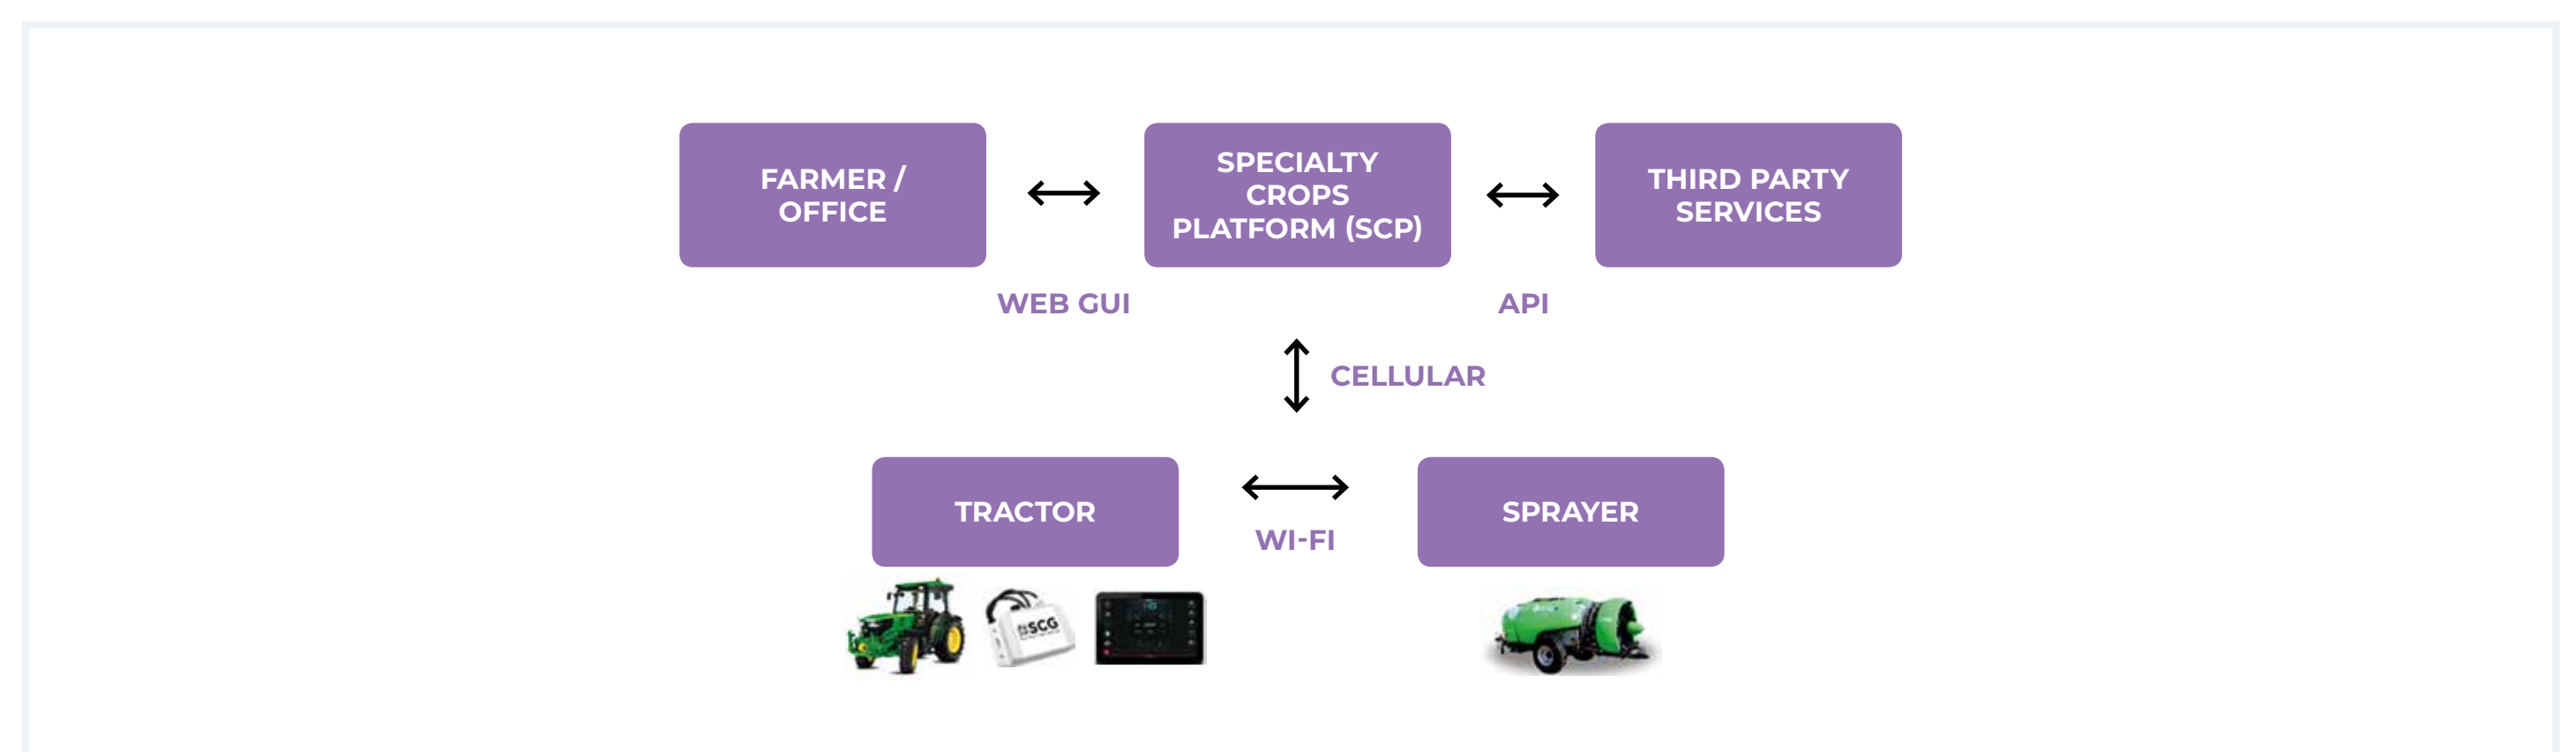 FARMER /
OFFICE
SPECIALTY
CROPS
PLATFORM (SCP)
THIRD PARTY
SERVICES
WEB GUI
API
CELLULAR
TRACTOR
WI-FI
SPRAYER
SCG